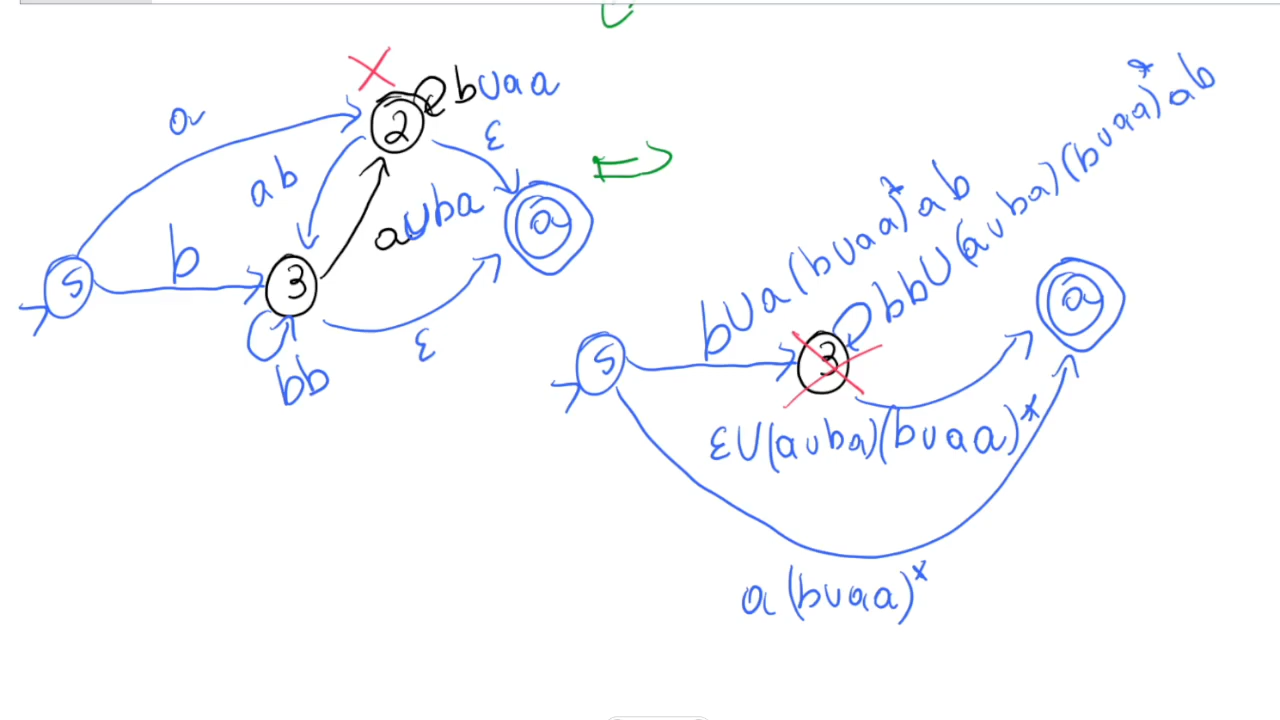 a
2
b∪aa
ε
ab
a∪ba
a
s
b
3
ε
bb
b∪a(b∪aa)*ab
bb∪(a∪ba)(b∪aa)*ab
s
3
a
ε∪(a∪ba)(b∪aa)*
a(b∪aa)*